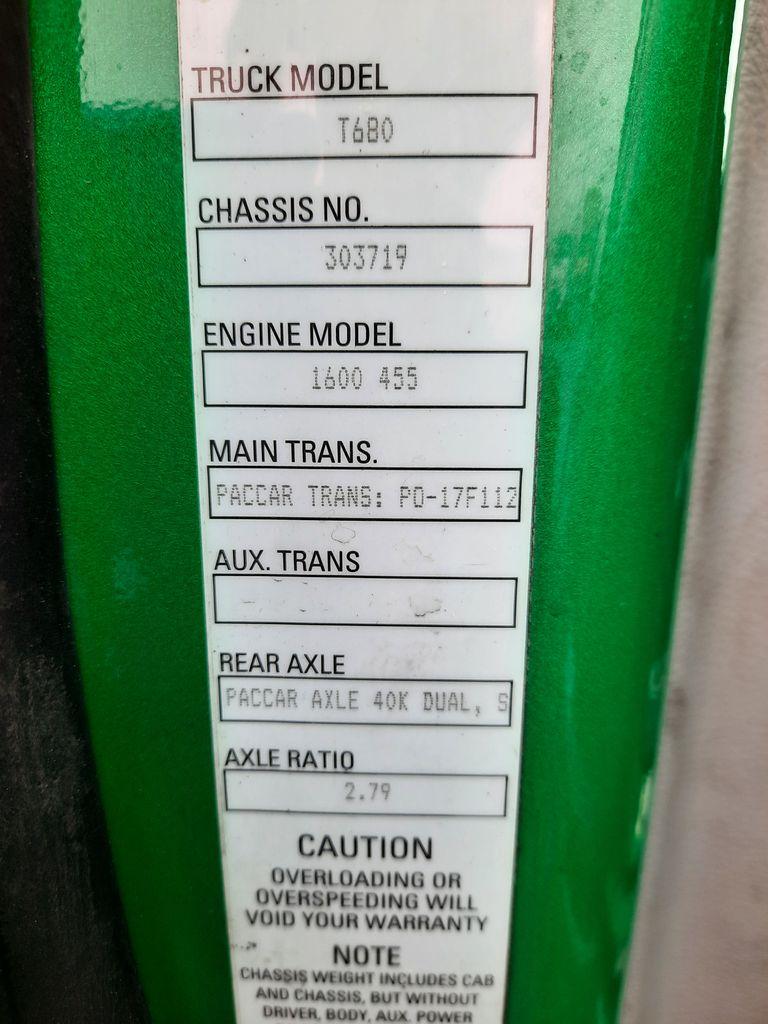 TRUCK MODEL
T680
CHASSIS NO.
303719
ENGINE MODEL
1600 455
MAIN TRANS.
PACCAR TRANS: PO-17F112
AUX. TRANS
REAR AXLE
PACCAR AXLE 40K DUAL, S
AXLE RATIO
2.79
CAUTION
OVERLOADING OR
OVERSPEEDING WILL
VOID YOUR WARRANTY
NOTE
CHASSIS WEIGHT INCLUDES CAB
AND CHASSIS, BUT WITHOUT
DRIVER, BODY, AUX. POWER